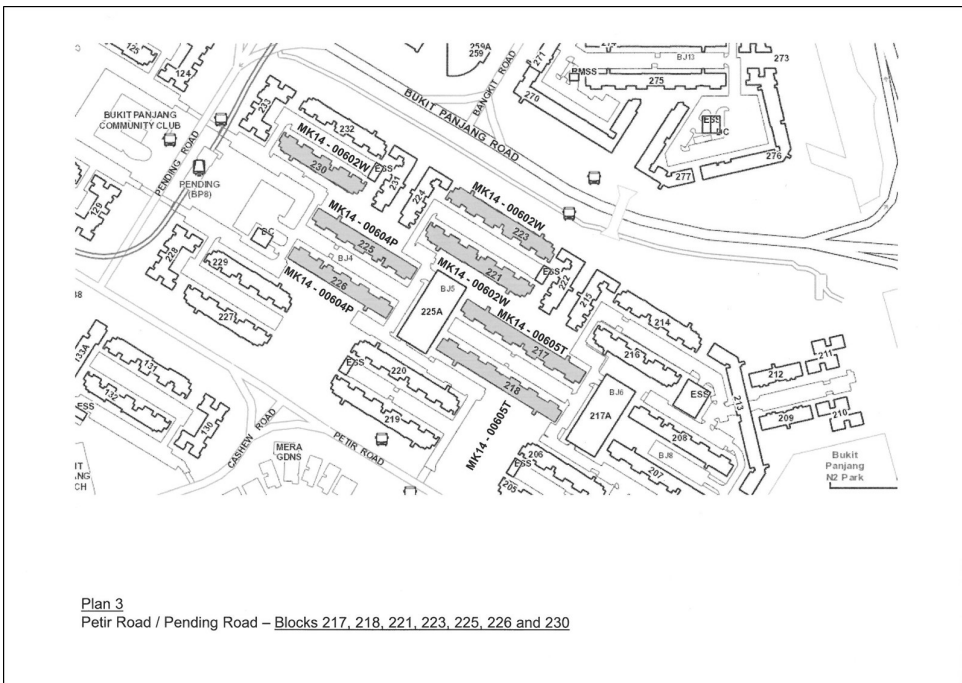 125
124
BUKIT PANJANG
COMMUNITY CLUB
PENDING ROAD
PENDING
(BP8)
129
233
232
MK14 - 00602W
230
ESS
231
224
259A
259
BANGKIT ROAD
BUKIT PANJANG ROAD
271
270
BMSS
275
BJ13
273
ESS
DC
276
277
MK14 - 00602W
223
MK14 - 00604P
225
BJ4
226
MK14 - 00604P
228
229
227
221
MK14 - 00602W
ESS
222
215
214
BJ5
225A
MK14 - 00605T
217
218
MK14 - 00605T
216
BJ6
217A
ESS
213
212
211
209
210
208
BJ8
207
206
ESS
205
133A
131
132
ESS
130
CASHEW ROAD
PETIR ROAD
MERA
GDNS
ESS
220
219
Bukit
Panjang
N2 Park
Plan 3
Petir Road / Pending Road – Blocks 217, 218, 221, 223, 225, 226 and 230